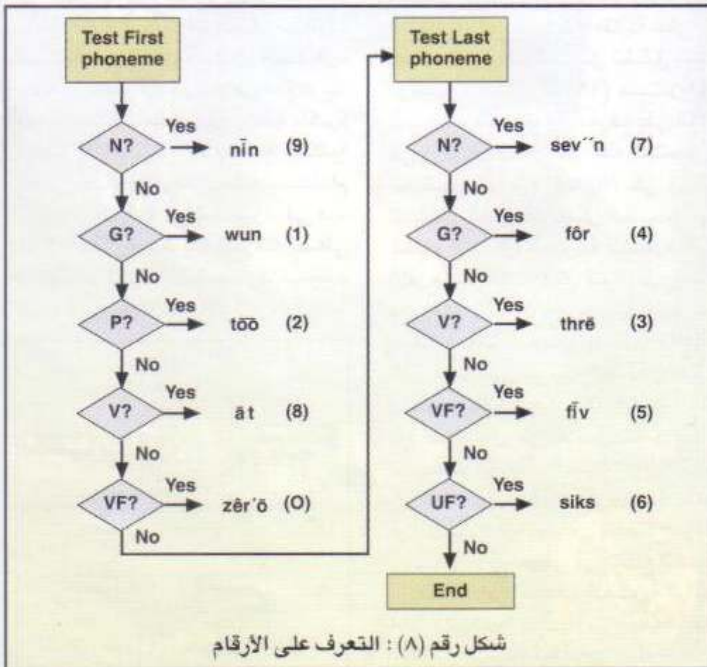 Test First
phoneme
N?
Yes
nīn (9)
No
G?
Yes
wun (1)
No
P?
Yes
to͞o (2)
No
V?
Yes
āt (8)
No
VF?
Yes
zêr´ō (O)
No
Test Last
phoneme
N?
Yes
sev´´n (7)
No
G?
Yes
fôr (4)
No
V?
Yes
thrē (3)
No
VF?
Yes
fīv (5)
No
UF?
Yes
siks (6)
No
End
شكل رقم (٨) : التعرف على الأرقام